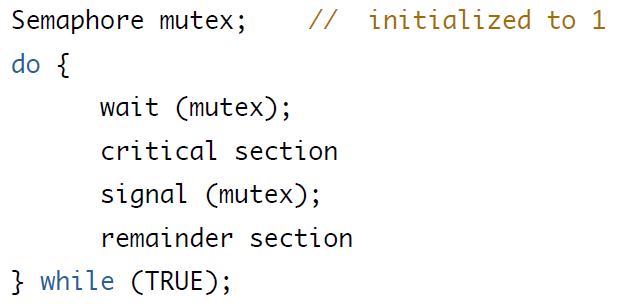 Semaphore mutex;    //  initialized to 1
do {
      wait (mutex);
      critical section
      signal (mutex);
      remainder section
} while (TRUE);